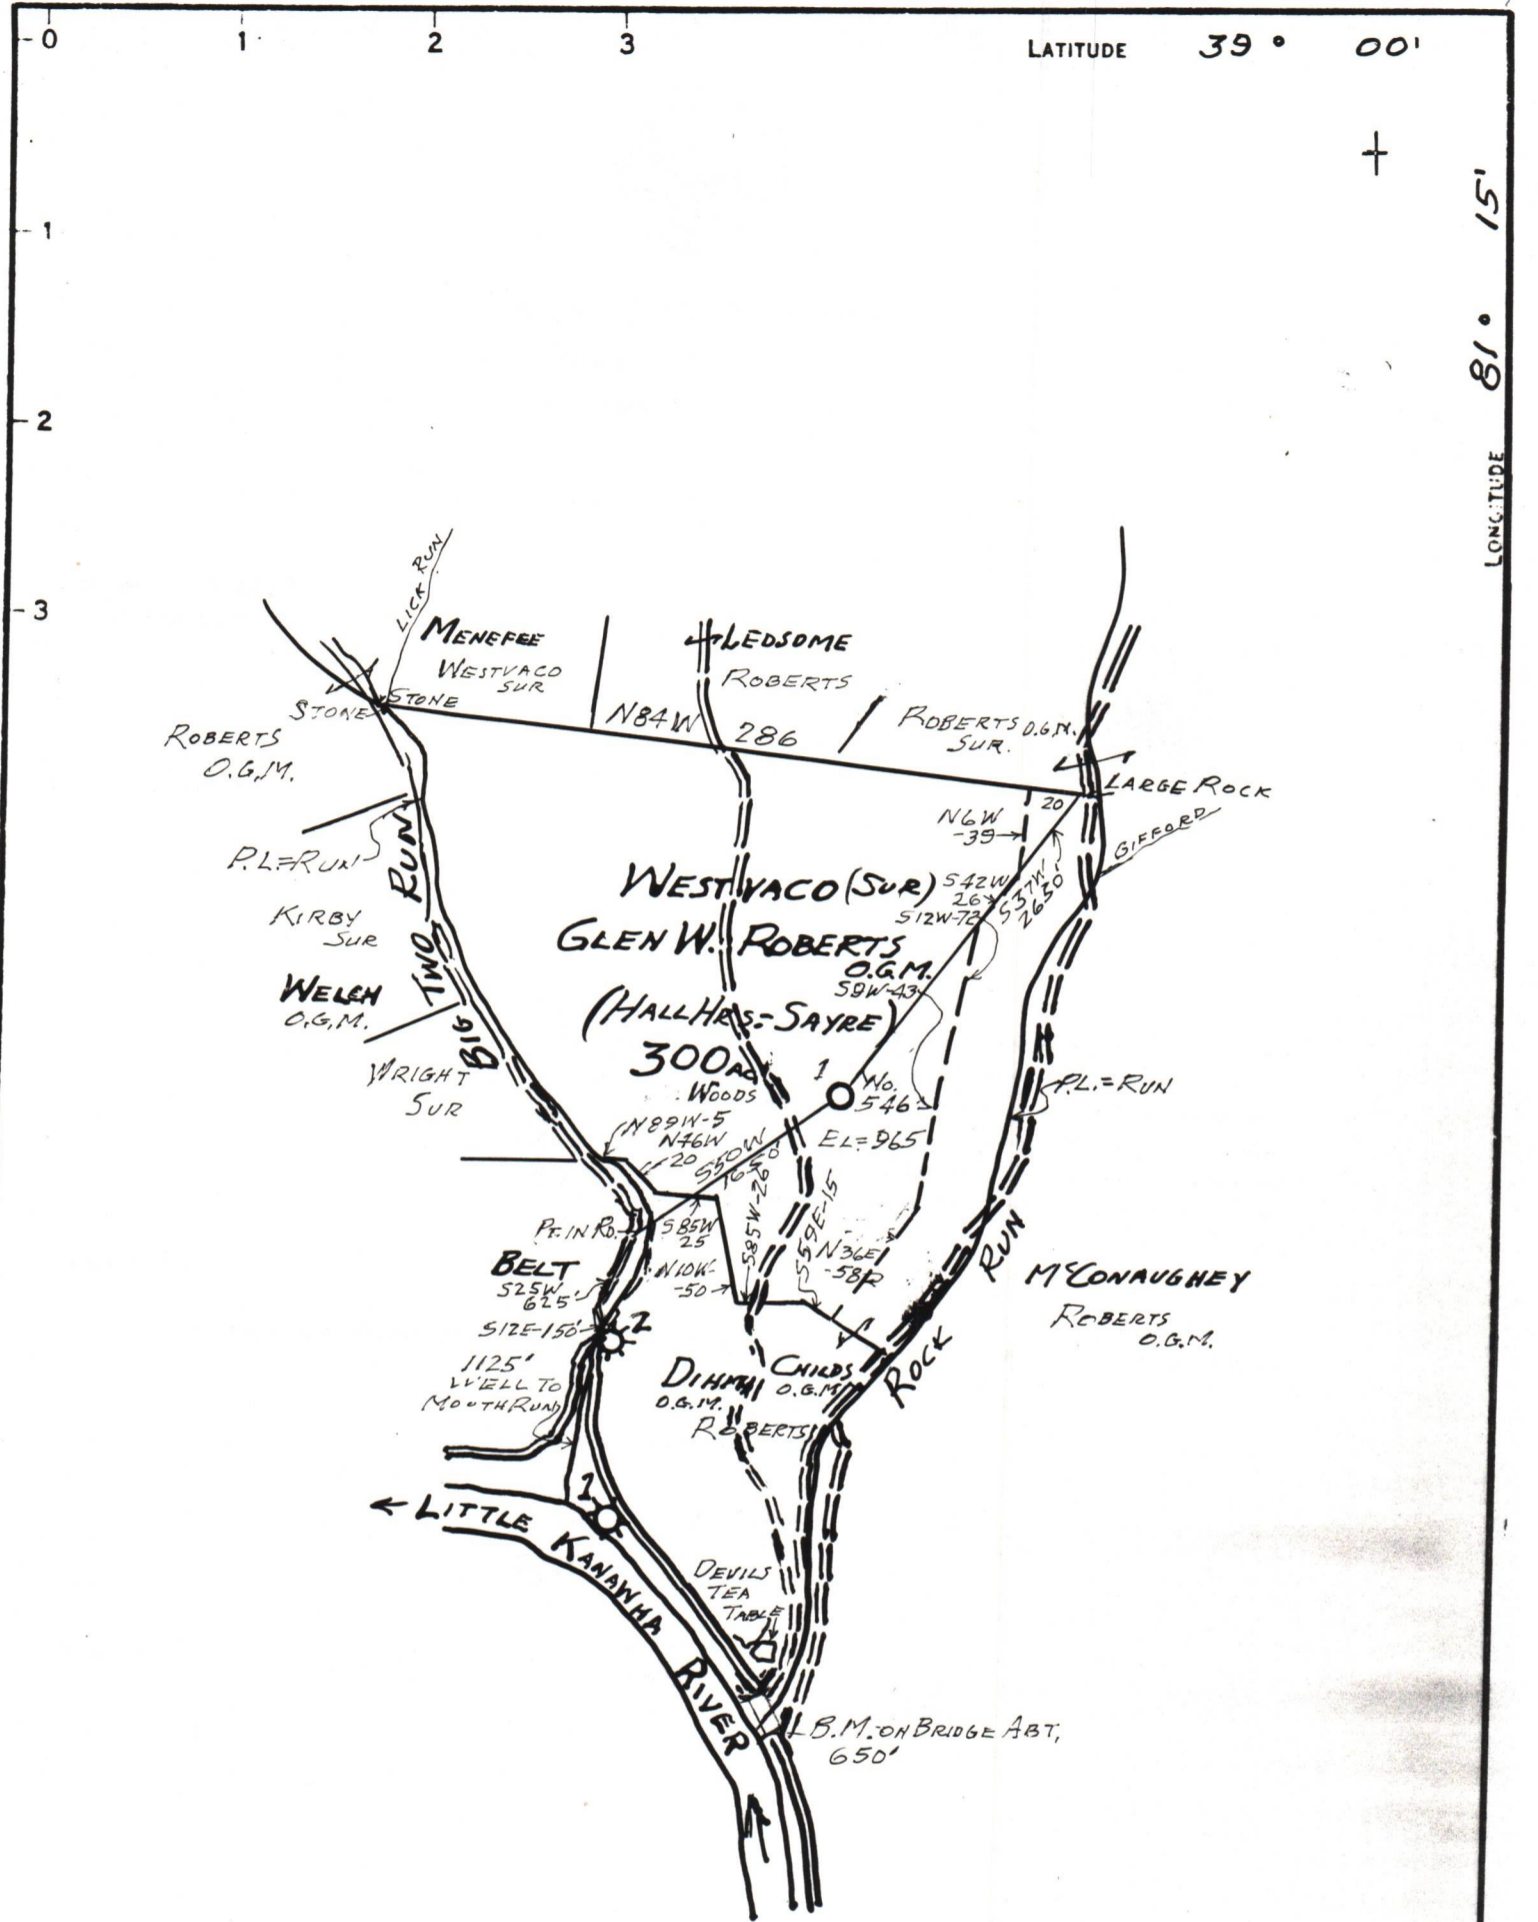 0 1 2 3 LATITUDE 39° 00'
1
2
3
LONGITUDE 81° 15'
LICK RUN
MENEFEE
WESTVACO
SUR
LEDSOME
ROBERTS
STONE
STONE
N84W 286
ROBERTS O.G.M.
SUR.
ROBERTS
O.G.M.
LARGE ROCK
20
GIFFORD
N6W
-39
P.L.=RUN
BIG TWO RUN
KIRBY
SUR
WESTVACO (SUR)
S42W
26
S37W
2630'
S12W-72
GLEN W. ROBERTS
O.G.M.
S9W-43
WELCH
O.G.M.
(HALL HRS.=SAYRE)
300 AC
WOODS
WRIGHT
SUR
1
No.
546
EL=965
P.L.=RUN
N89W-5
N46W
20
S50W
1650'
S85W-26
S59E-15
PT. IN RD.
S85W
25
N10W
-50
N36E
-58R
BELT
S25W
625'
S12E-150'
2
1125'
WELL TO
MOUTH RUN
MCCONAUGHEY
ROBERTS
O.G.M.
ROCK RUN
CHILDS
O.G.M.
O.G.M.
ROBERTS
1
← LITTLE KANAWHA RIVER
DEVILS
TEA
TABLE
B.M. ON BRIDGE ABT,
650'